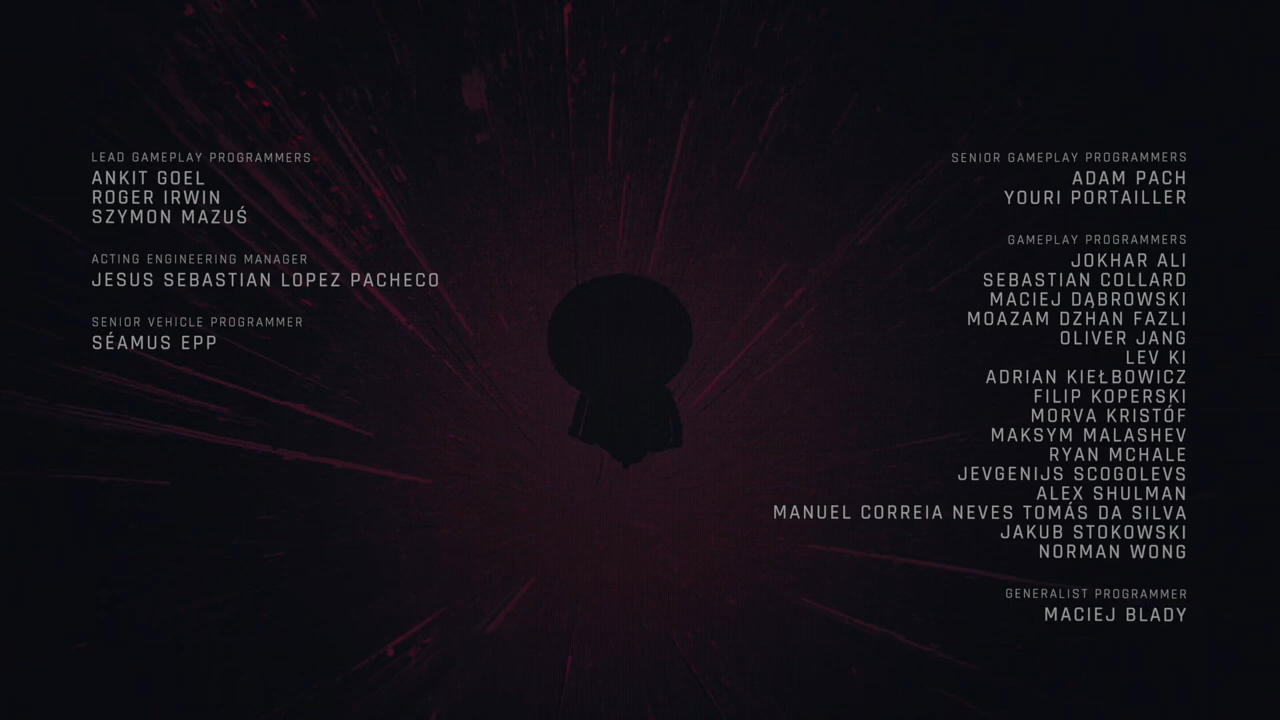 LEAD GAMEPLAY PROGRAMMERS
ANKIT GOEL
ROGER IRWIN
SZYMON MAZUŚ
ACTING ENGINEERING MANAGER
JESUS SEBASTIAN LOPEZ PACHECO
SENIOR VEHICLE PROGRAMMER
SÉAMUS EPP
SENIOR GAMEPLAY PROGRAMMERS
ADAM PACH
YOURI PORTAILLER
GAMEPLAY PROGRAMMERS
JOKHAR ALI
SEBASTIAN COLLARD
MACIEJ DĄBROWSKI
MOAZAM DZHAN FAZLI
OLIVER JANG
LEV KI
ADRIAN KIEŁBOWICZ
FILIP KOPERSKI
MORVA KRISTÓF
MAKSYM MALASHEV
RYAN MCHALE
JEVGENIJS SCOGOLEVS
ALEX SHULMAN
MANUEL CORREIA NEVES TOMÁS DA SILVA
JAKUB STOKOWSKI
NORMAN WONG
GENERALIST PROGRAMMER
MACIEJ BLADY